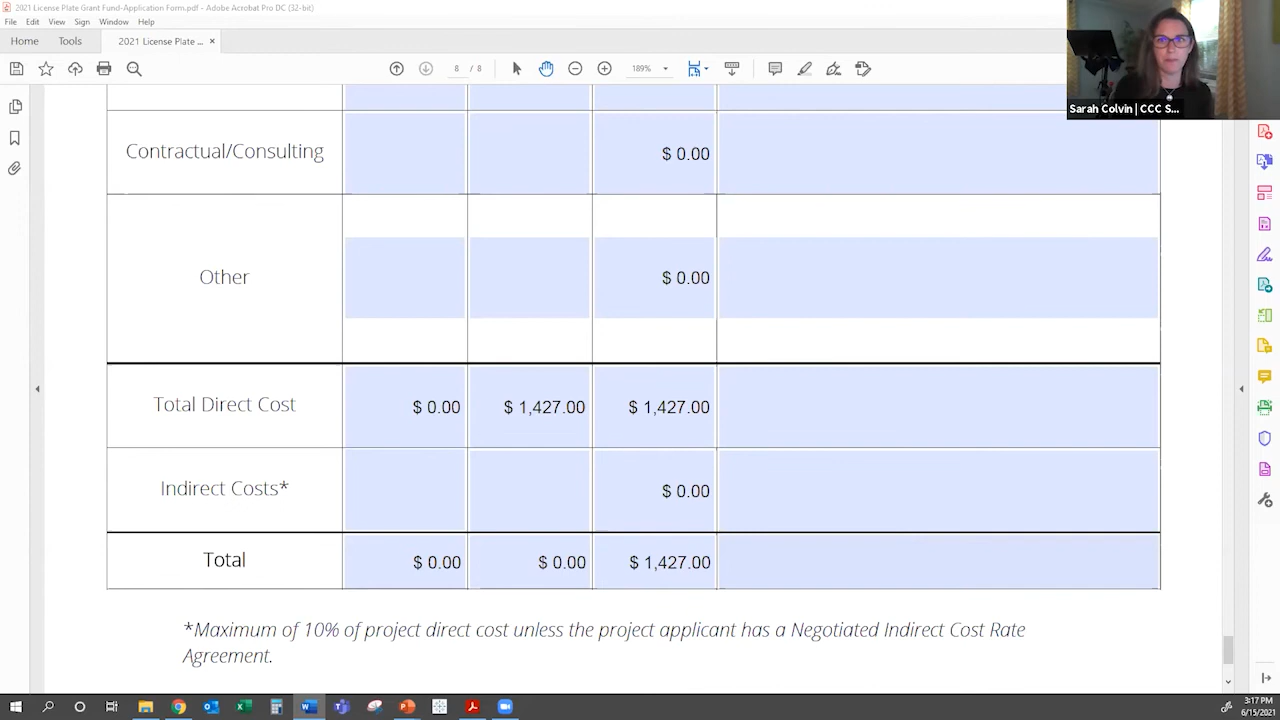 2021 License Plate Grant Fund-Application Form.pdf - Adobe Acrobat Pro DC (32-bit)
File Edit View Sign Window Help
Home Tools 2021 License Plate ... ×
8 / 8 189%
Sarah Colvin | CCC S...
Contractual/Consulting $ 0.00
Other $ 0.00
Total Direct Cost $ 0.00 $ 1,427.00 $ 1,427.00
Indirect Costs* $ 0.00
Total $ 0.00 $ 0.00 $ 1,427.00
*Maximum of 10% of project direct cost unless the project applicant has a Negotiated Indirect Cost Rate
Agreement.
3:17 PM
6/15/2021